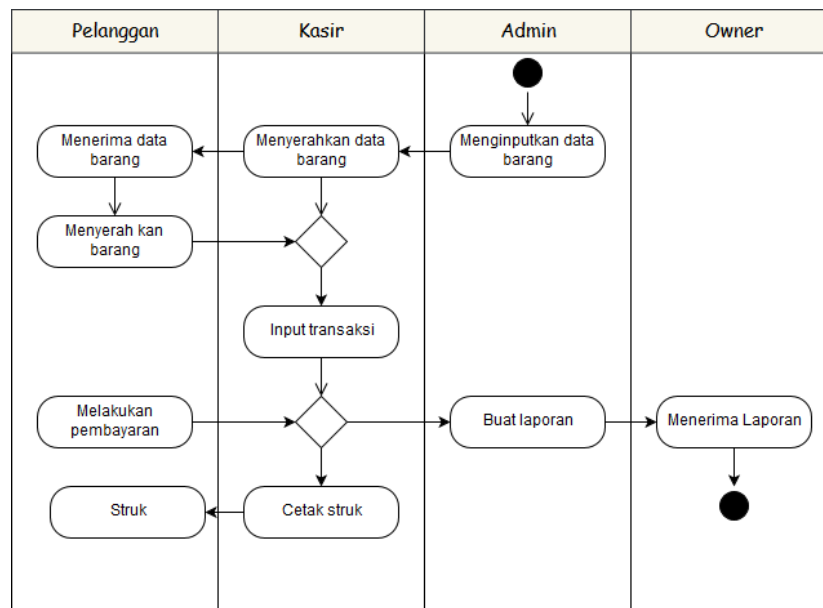 Pelanggan
Kasir
Admin
Owner
Menerima data
barang
Menyerahkan data
barang
Menginputkan data
barang
Menyerah kan
barang
Input transaksi
Melakukan
pembayaran
Buat laporan
Menerima Laporan
Struk
Cetak struk